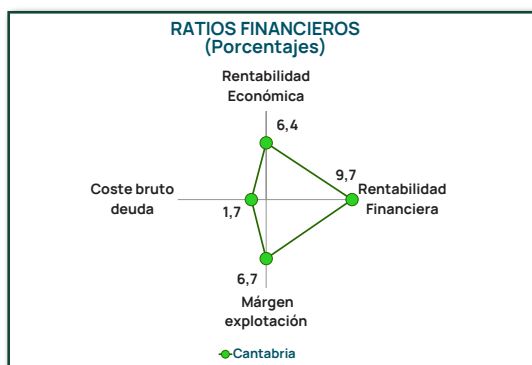 RATIOS FINANCIEROS
(Porcentajes)
Rentabilidad
Económica
6,4
9,7
Rentabilidad
Financiera
Coste bruto
deuda
1,7
6,7
Márgen
explotación
Cantabria